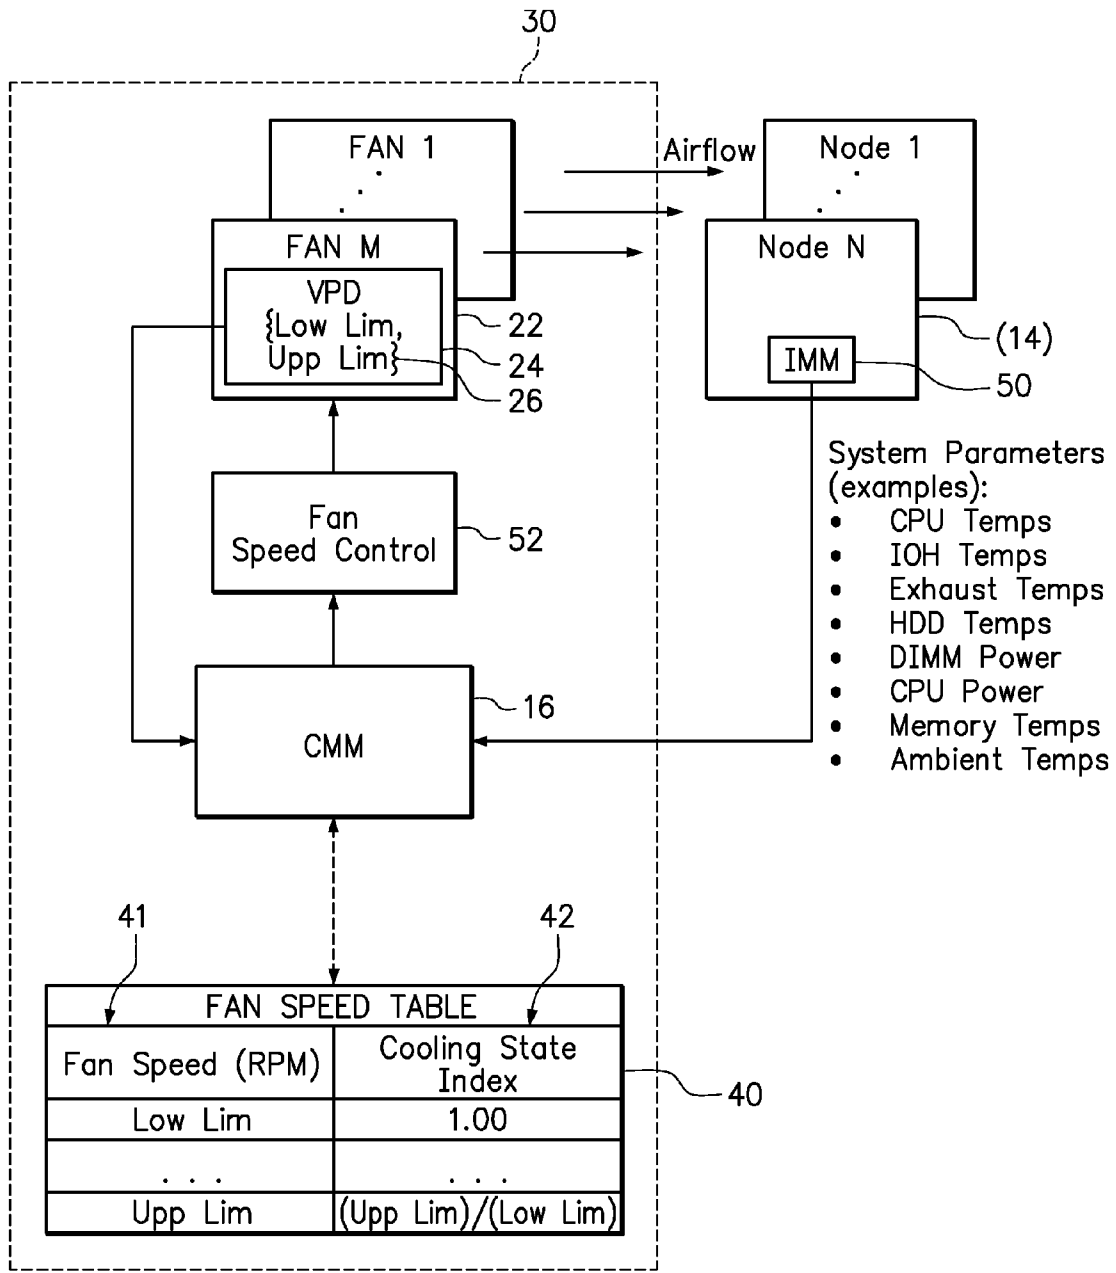 30
FAN 1
. . .
Airflow
Node 1
. . .
FAN M
VPD
{Low Lim,
Upp Lim}
22
24
26
Node N
IMM
(14)
50
System Parameters
(examples):
• CPU Temps
• IOH Temps
• Exhaust Temps
• HDD Temps
• DIMM Power
• CPU Power
• Memory Temps
• Ambient Temps
Fan
Speed Control
52
CMM
16
41
42
FAN SPEED TABLE
Fan Speed (RPM)
Cooling State
Index
40
Low Lim
1.00
. . .
. . .
Upp Lim
(Upp Lim)/(Low Lim)